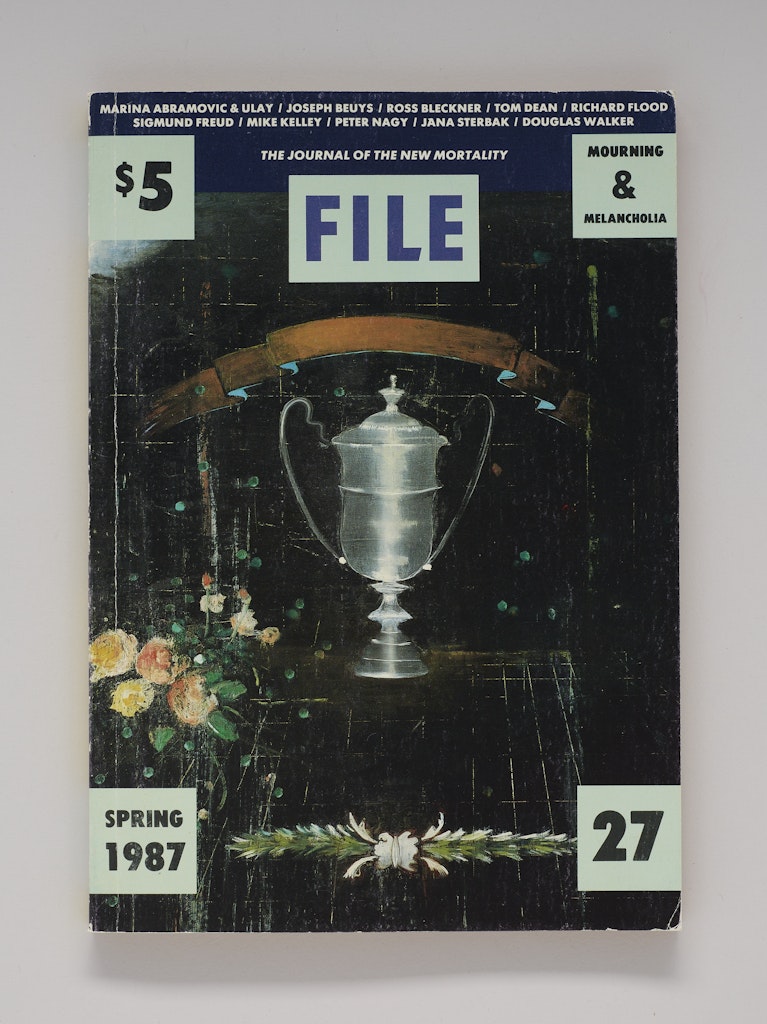 MARINA ABRAMOVIC & ULAY / JOSEPH BEUYS / ROSS BLECKNER / TOM DEAN / RICHARD FLOOD
SIGMUND FREUD / MIKE KELLEY / PETER NAGY / JANA STERBAK / DOUGLAS WALKER
$5
THE JOURNAL OF THE NEW MORTALITY
FILE
MOURNING
&
MELANCHOLIA
SPRING
1987
27